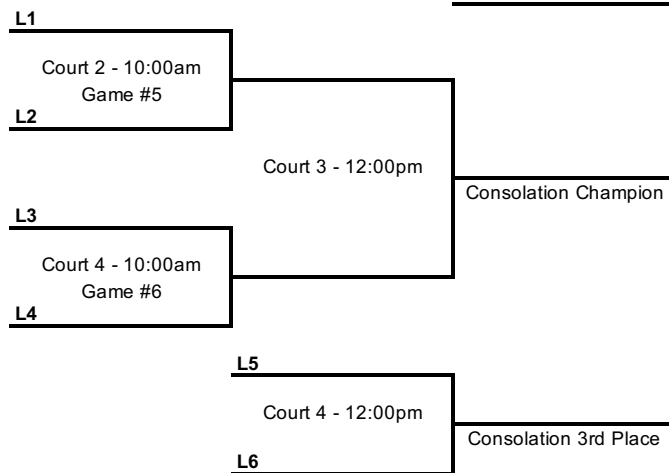 L1
Court 2 - 10:00am
Game #5
L2
Court 3 - 12:00pm
Consolation Champion
L3
Court 4 - 10:00am
Game #6
L4
L5
Court 4 - 12:00pm
Consolation 3rd Place
L6